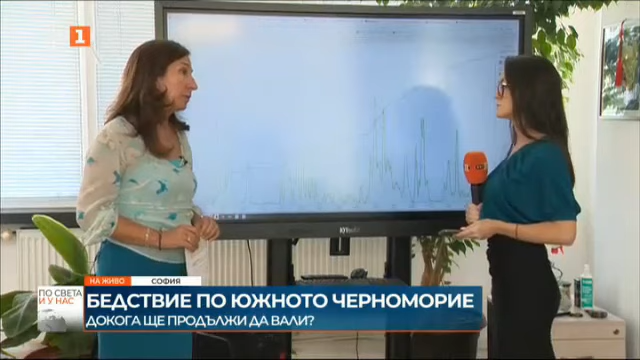 1
НА ЖИВО
СОФИЯ
ПО СВЕТА
И У НАС
БЕДСТВИЕ ПО ЮЖНОТО ЧЕРНОМОРИЕ
ДОКОГА ЩЕ ПРОДЪЛЖИ ДА ВАЛИ?